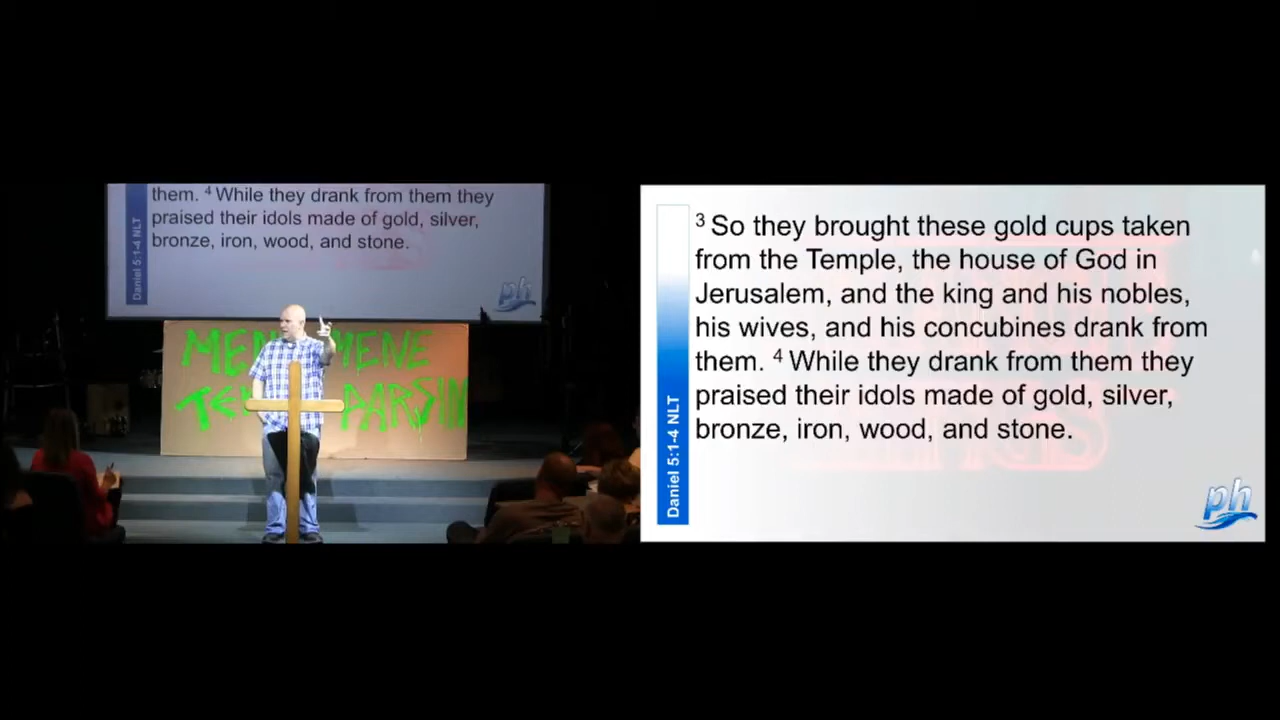 them. 4 While they drank from them they
praised their idols made of gold, silver,
bronze, iron, wood, and stone.
Daniel 5:1-4 NLT
ph
MENE
PARSIN
3 So they brought these gold cups taken
from the Temple, the house of God in
Jerusalem, and the king and his nobles,
his wives, and his concubines drank from
them. 4 While they drank from them they
praised their idols made of gold, silver,
bronze, iron, wood, and stone.
Daniel 5:1-4 NLT
ph